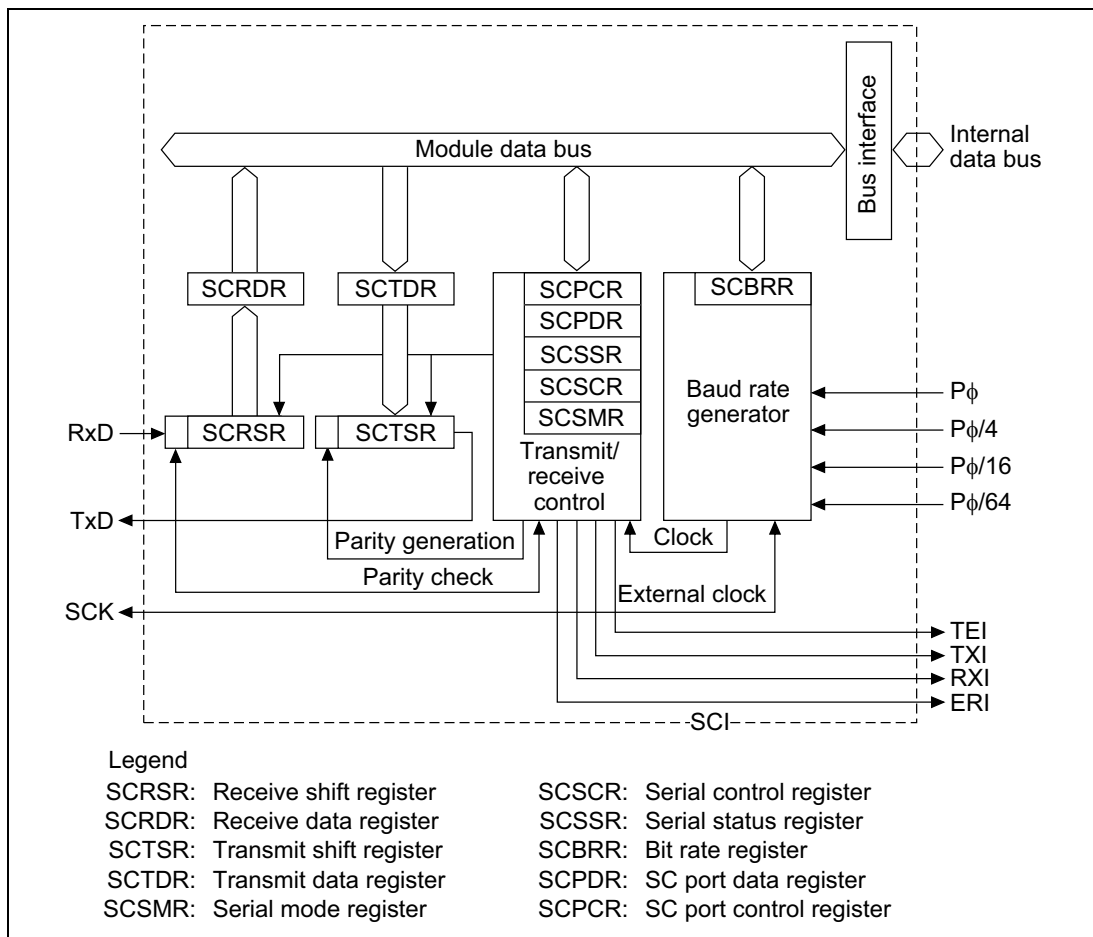 Bus interface
Internal
data bus
Module data bus
SCRDR
SCTDR
SCPCR
SCPDR
SCSSR
SCSCR
SCSMR
Transmit/
receive
control
SCBRR
Baud rate
generator
Pϕ
Pϕ/4
Pϕ/16
Pϕ/64
RxD
SCRSR
SCTSR
TxD
Parity generation
Clock
Parity check
External clock
SCK
TEI
TXI
RXI
ERI
SCI
Legend
SCRSR: Receive shift register
SCRDR: Receive data register
SCTSR: Transmit shift register
SCTDR: Transmit data register
SCSMR: Serial mode register
SCSCR: Serial control register
SCSSR: Serial status register
SCBRR: Bit rate register
SCPDR: SC port data register
SCPCR: SC port control register